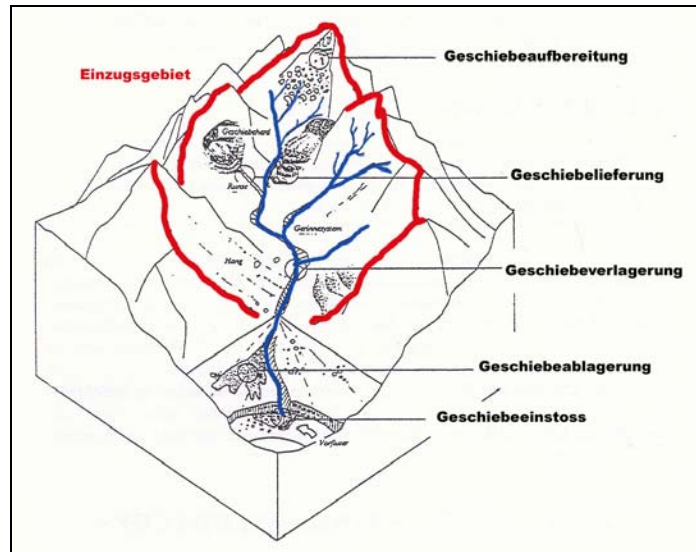 Geschiebeaufbereitung
Einzugsgebiet
Geschiebeherd
Geschiebelieferung
Runse
Gerinnesystem
Hang
Geschiebeverlagerung
Geschiebeablagerung
Geschiebeeinstoss
Vorfluter